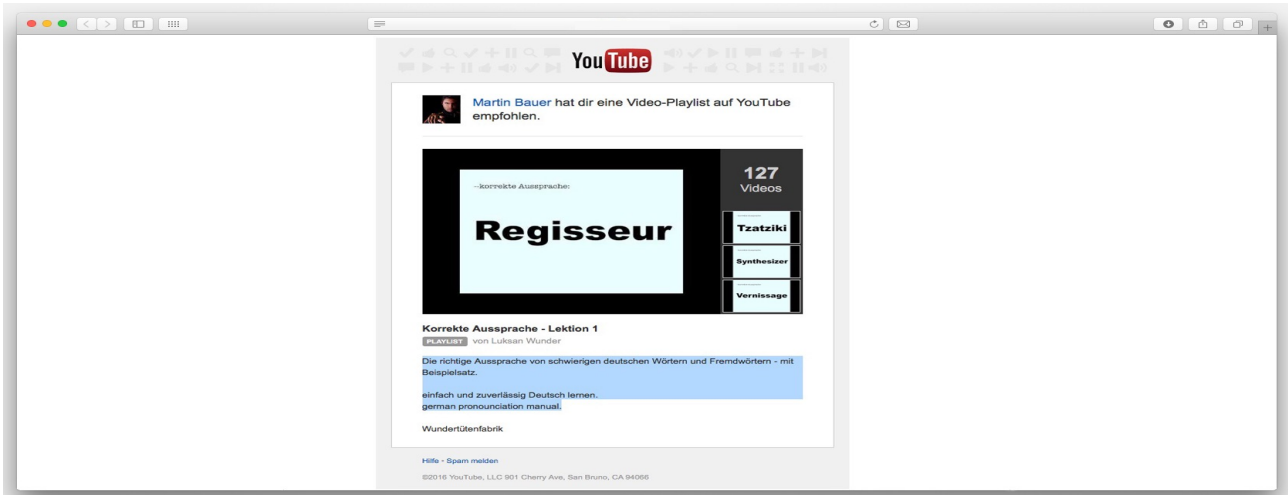 YouTube
Martin Bauer hat dir eine Video-Playlist auf YouTube
empfohlen.
–korrekte Aussprache:
Regisseur
127
Videos
Tzatziki
Synthesizer
Vernissage
Korrekte Aussprache - Lektion 1
PLAYLIST von Luksan Wunder
Die richtige Aussprache von schwierigen deutschen Wörtern und Fremdwörtern - mit
Beispielsatz.
einfach und zuverlässig Deutsch lernen.
german pronounciation manual.
Wundertütenfabrik
Hilfe - Spam melden
©2016 YouTube, LLC 901 Cherry Ave, San Bruno, CA 94066